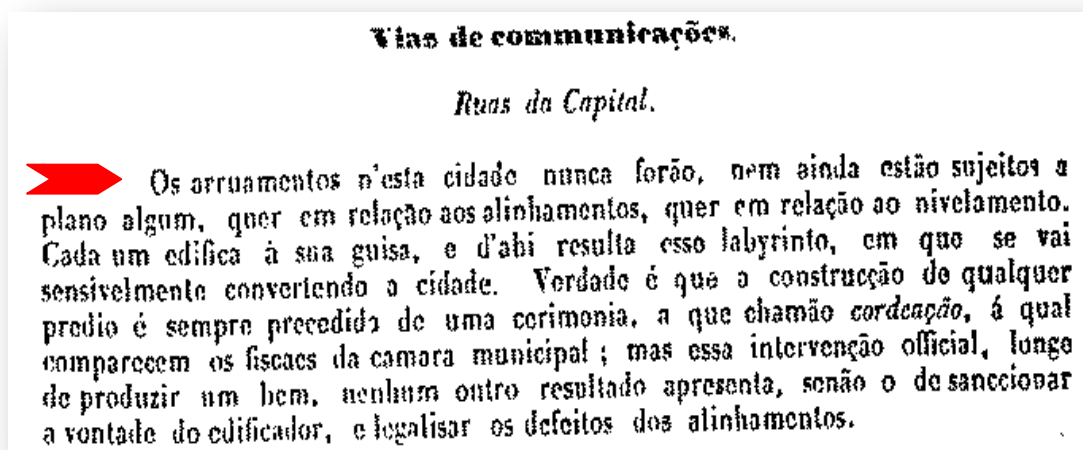 Vias de communicações.
Ruas da Capital.
Os arruamentos n'esta cidade nunca forão, nem ainda estão sujeitos a
plano algum, quer em relação aos alinhamentos, quer em relação ao nivelamento.
Cada um edifica á sua guisa, e d'ahi resulta esse labyrinto, em que se vai
sensivelmente convertendo a cidade. Verdade é que a construcção de qualquer
predio é sempre precedida de uma cerimonia, a que chamão cordeação, á qual
comparecem os fiscaes da camara municipal ; mas essa intervenção official, longe
de produzir um bem, nenhum outro resultado apresenta, senão o de sanccionar
a vontade do edificador, e legalisar os defeitos dos alinhamentos.